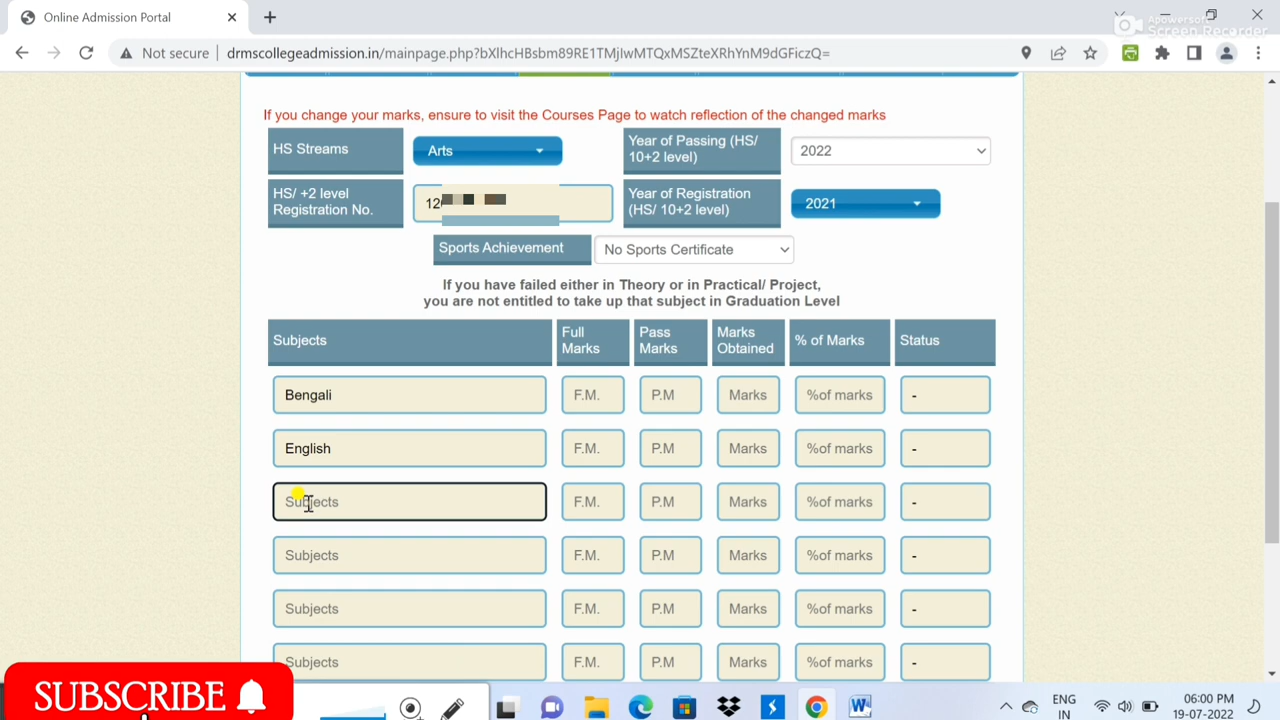 Online Admission Portal
Apowersoft
Screen Recorder
Not secure
drmscollegeadmission.in/mainpage.php?bXlhcHBsbm89RE1TMjIwMTQxMSZteXRhYnM9dGFiczQ=
If you change your marks, ensure to visit the Courses Page to watch reflection of the changed marks
HS Streams
Arts
Year of Passing (HS/
10+2 level)
2022
HS/ +2 level
Registration No.
Year of Registration
(HS/ 10+2 level)
2021
Sports Achievement
No Sports Certificate
If you have failed either in Theory or in Practical/ Project,
you are not entitled to take up that subject in Graduation Level
Subjects
Full
Marks
Pass
Marks
Marks
Obtained
% of Marks
Status
Bengali F.M. P.M Marks %of marks -
English F.M. P.M Marks %of marks -
Subjects F.M. P.M Marks %of marks -
Subjects F.M. P.M Marks %of marks -
Subjects F.M. P.M Marks %of marks -
Subjects F.M. P.M Marks %of marks -
SUBSCRIBE
ENG
IN
06:00 PM
19-07-2022